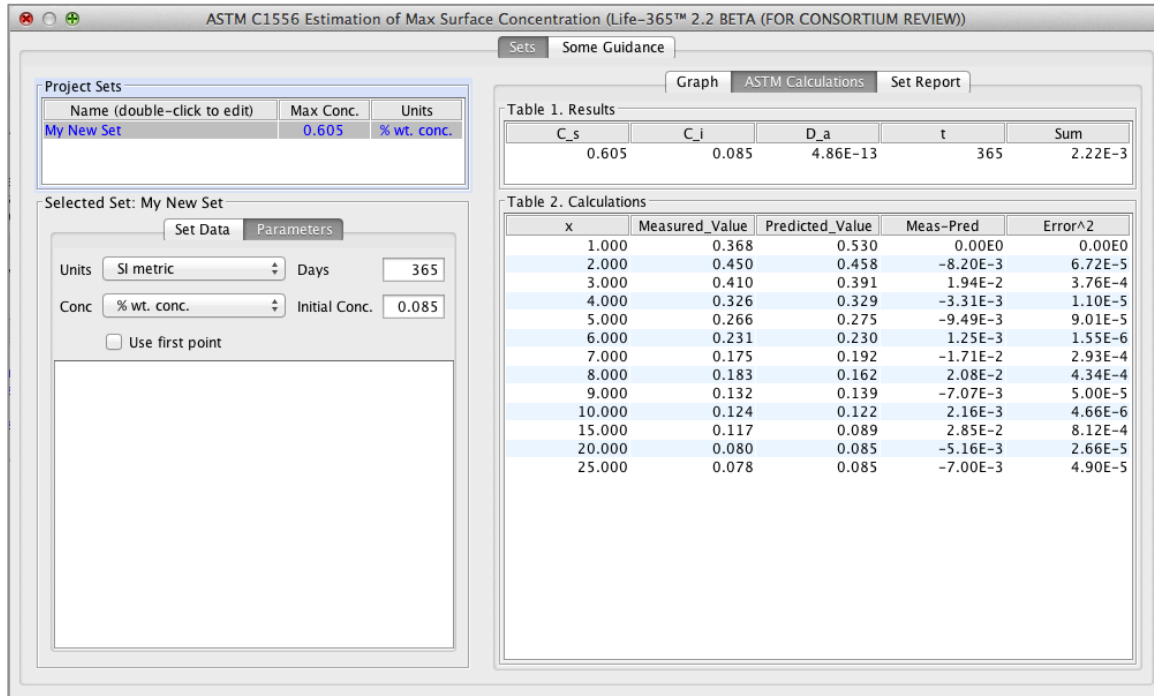 ASTM C1556 Estimation of Max Surface Concentration (Life-365™ 2.2 BETA (FOR CONSORTIUM REVIEW))
Sets Some Guidance
Project Sets
Name (double-click to edit) Max Conc. Units
My New Set 0.605 % wt. conc.
Selected Set: My New Set
Set Data Parameters
Units SI metric Days 365
Conc % wt. conc. Initial Conc. 0.085
Use first point
Graph ASTM Calculations Set Report
Table 1. Results
C_s C_i D_a t Sum
0.605 0.085 4.86E-13 365 2.22E-3
Table 2. Calculations
x Measured_Value Predicted_Value Meas-Pred Error^2
1.000 0.368 0.530 0.00E0 0.00E0
2.000 0.450 0.458 -8.20E-3 6.72E-5
3.000 0.410 0.391 1.94E-2 3.76E-4
4.000 0.326 0.329 -3.31E-3 1.10E-5
5.000 0.266 0.275 -9.49E-3 9.01E-5
6.000 0.231 0.230 1.25E-3 1.55E-6
7.000 0.175 0.192 -1.71E-2 2.93E-4
8.000 0.183 0.162 2.08E-2 4.34E-4
9.000 0.132 0.139 -7.07E-3 5.00E-5
10.000 0.124 0.122 2.16E-3 4.66E-6
15.000 0.117 0.089 2.85E-2 8.12E-4
20.000 0.080 0.085 -5.16E-3 2.66E-5
25.000 0.078 0.085 -7.00E-3 4.90E-5